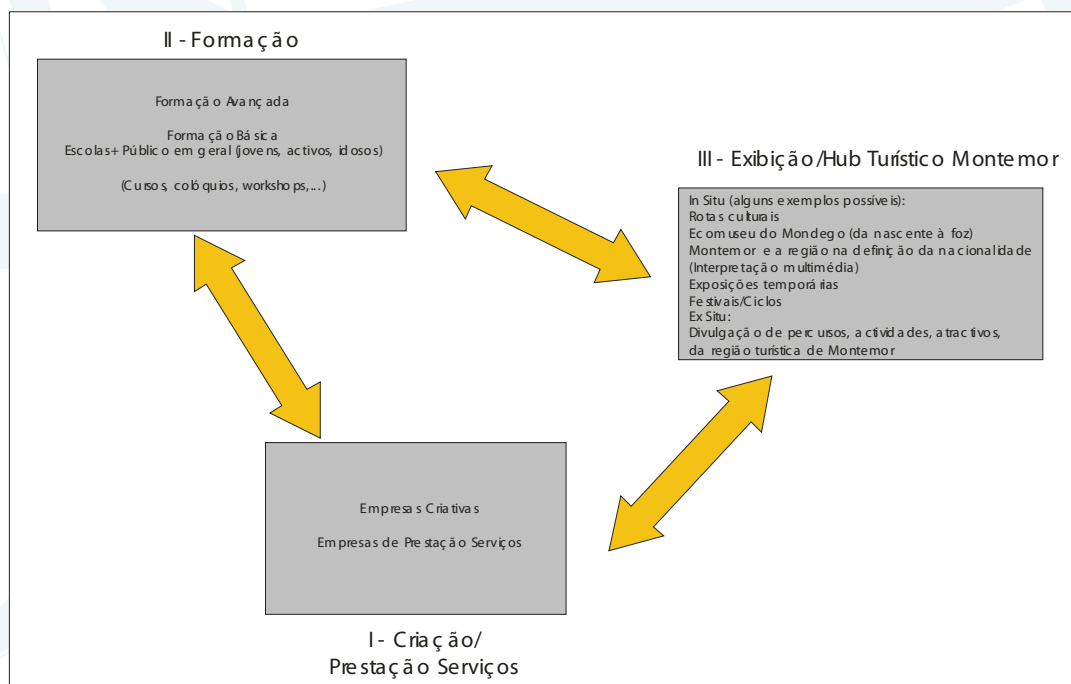 II - Formação
Formação Avançada
Formação Básica
Escolas+ Público em geral (jovens, activos, idosos)
(Cursos, colóquios, workshops,...)
III - Exibição/Hub Turístico Montemor
In Situ (alguns exemplos possíveis):
Rotas culturais
Ecomuseu do Mondego (da nascente à foz)
Montemor e a região na definição da nacionalidade
(Interpretação multimédia)
Exposições temporárias
Festivais/Ciclos
Ex Situ:
Divulgação de percursos, actividades, atractivos,
da região turística de Montemor
Empresas Criativas
Empresas de Prestação Serviços
I - Criação/
Prestação Serviços